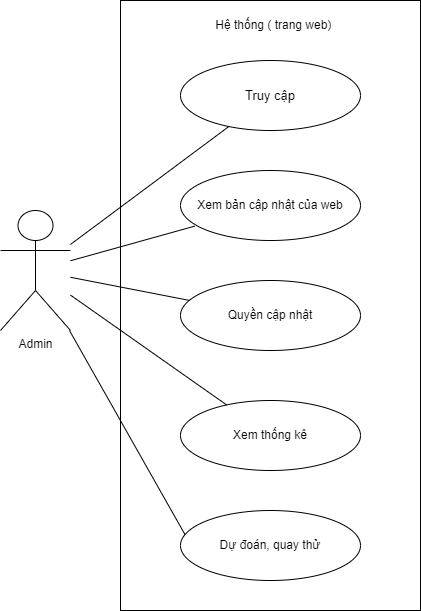 Hệ thống ( trang web)
Truy cập
Xem bản cập nhật của web
Quyền cập nhật
Admin
Xem thống kê
Dự đoán, quay thử